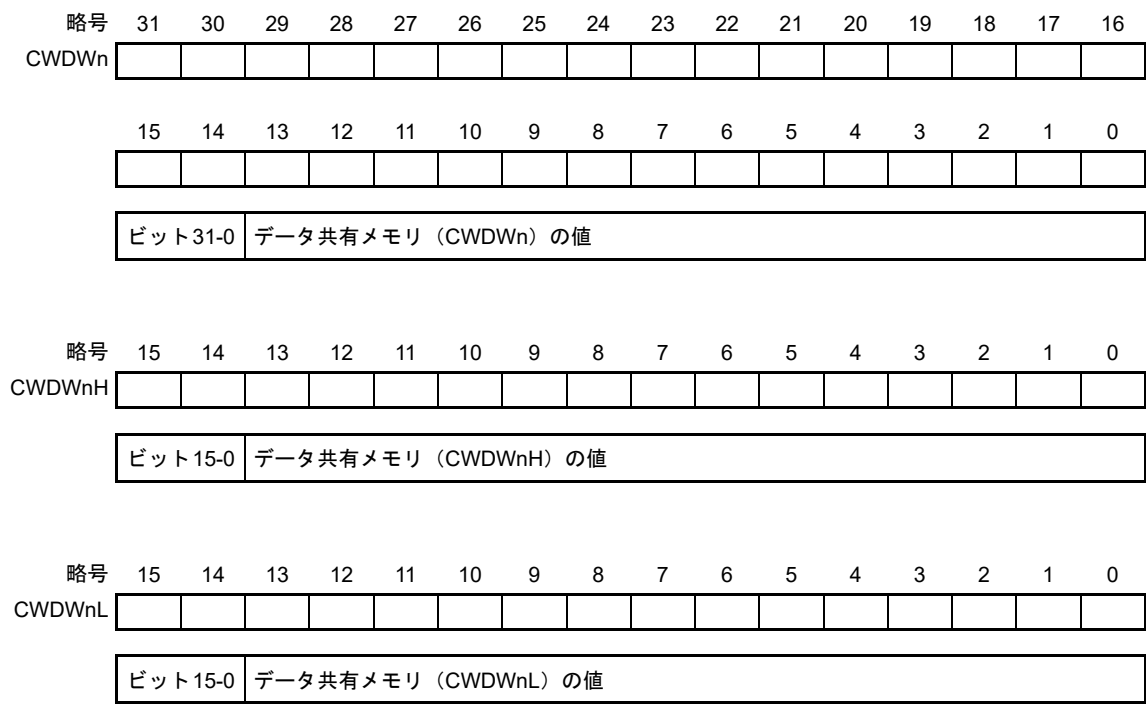 略号 31 30 29 28 27 26 25 24 23 22 21 20 19 18 17 16
CWDWn
15 14 13 12 11 10 9 8 7 6 5 4 3 2 1 0
ビット31-0 データ共有メモリ（CWDWn）の値
略号 15 14 13 12 11 10 9 8 7 6 5 4 3 2 1 0
CWDWnH
ビット15-0 データ共有メモリ（CWDWnH）の値
略号 15 14 13 12 11 10 9 8 7 6 5 4 3 2 1 0
CWDWnL
ビット15-0 データ共有メモリ（CWDWnL）の値